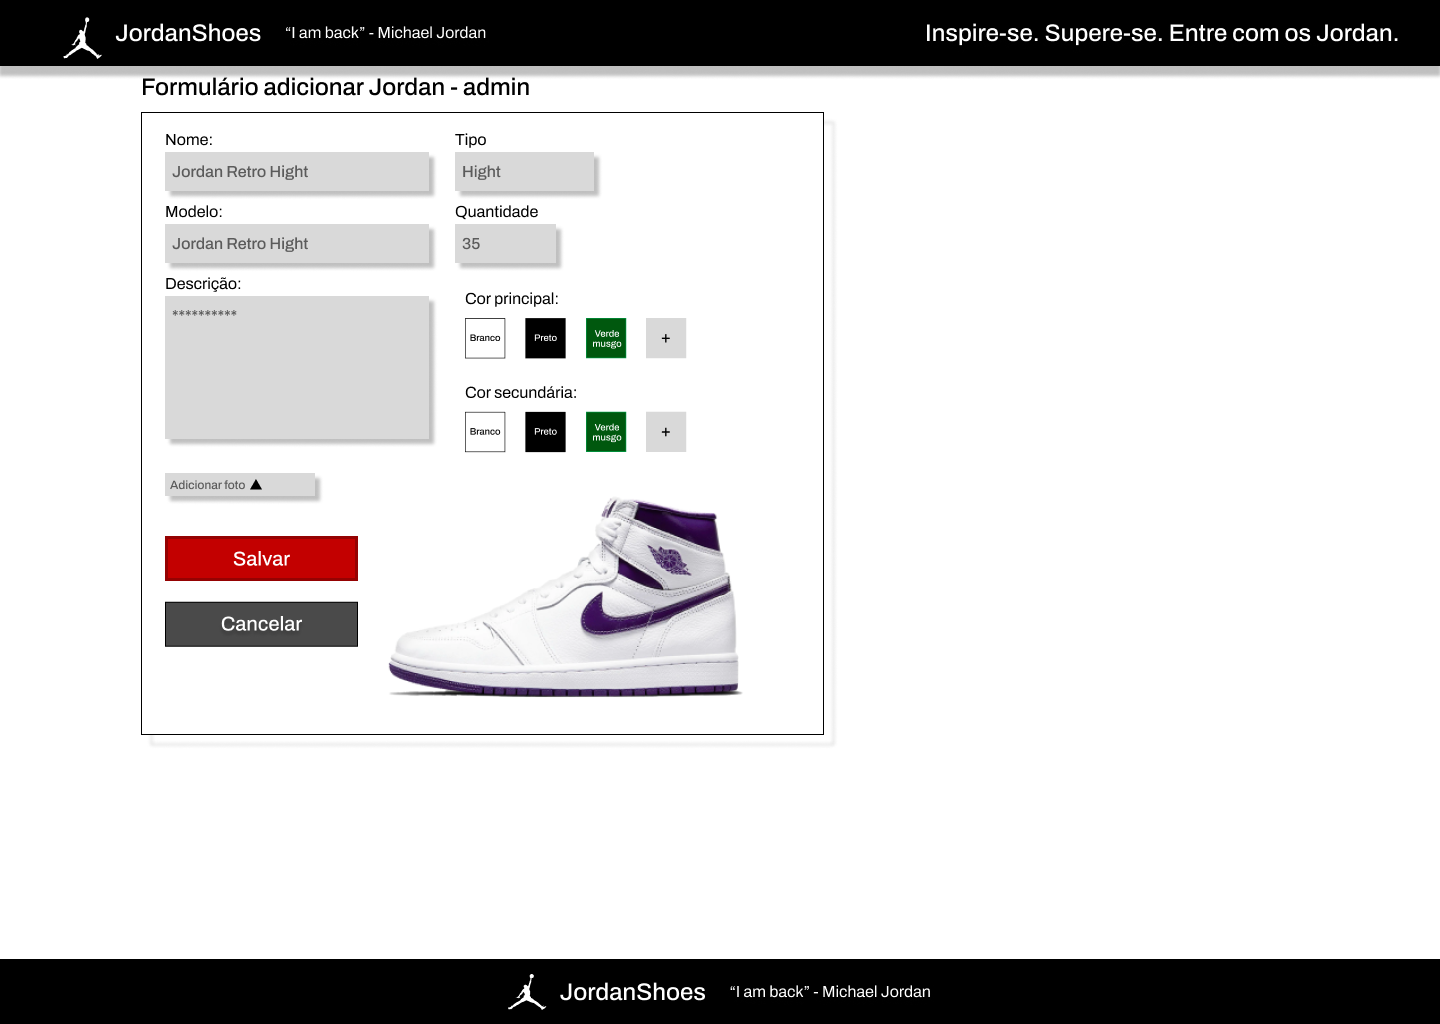 JordanShoes
“I am back” - Michael Jordan
Inspire-se. Supere-se. Entre com os Jordan.
Formulário adicionar Jordan - admin
Nome:
Jordan Retro Hight
Tipo
Hight
Modelo:
Jordan Retro Hight
Quantidade
35
Descrição:
**********
Cor principal:
Branco
Preto
Verde
musgo
+
Cor secundária:
Branco
Preto
Verde
musgo
+
Adicionar foto
Salvar
Cancelar
JordanShoes
“I am back” - Michael Jordan